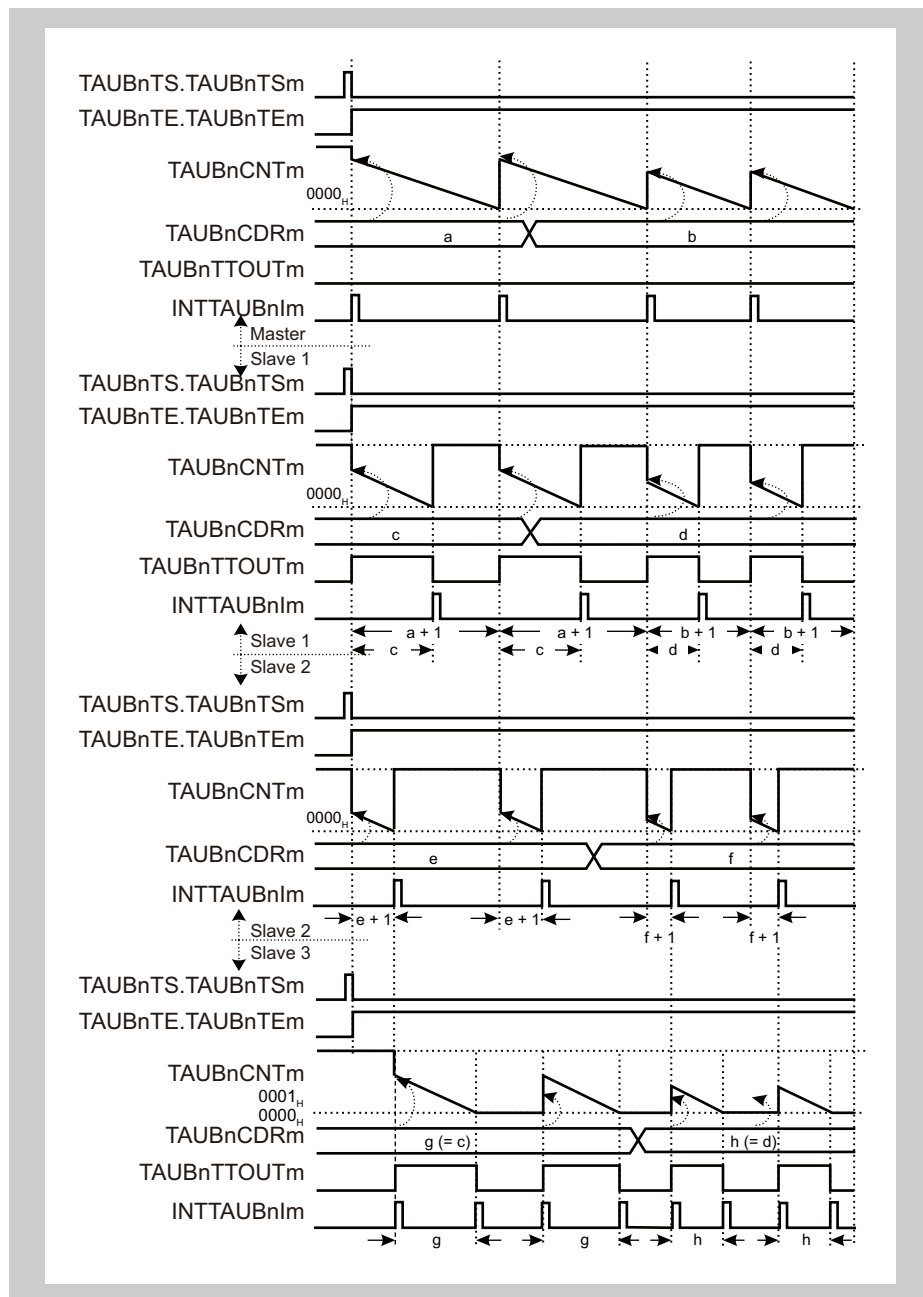 TAUBnTS.TAUBnTSm
TAUBnTE.TAUBnTEm
TAUBnCNTm
0000H
TAUBnCDRm
a
b
TAUBnTTOUTm
INTTAUBnIm
Master
Slave 1
TAUBnTS.TAUBnTSm
TAUBnTE.TAUBnTEm
TAUBnCNTm
0000H
TAUBnCDRm
c
d
TAUBnTTOUTm
INTTAUBnIm
a + 1 a + 1 b + 1 b + 1
Slave 1
c c d d
Slave 2
TAUBnTS.TAUBnTSm
TAUBnTE.TAUBnTEm
TAUBnCNTm
0000H
TAUBnCDRm
e
f
INTTAUBnIm
e + 1 e + 1
f + 1 f + 1
Slave 2
Slave 3
TAUBnTS.TAUBnTSm
TAUBnTE.TAUBnTEm
TAUBnCNTm
0001H
0000H
TAUBnCDRm
g (= c)
h (= d)
TAUBnTTOUTm
INTTAUBnIm
g g h h